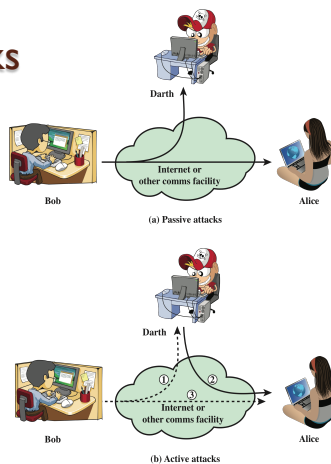 ks
Darth
Internet or
other comms facility
Bob
Alice
(a) Passive attacks
Darth
1
2
3
Internet or
other comms facility
Bob
Alice
(b) Active attacks